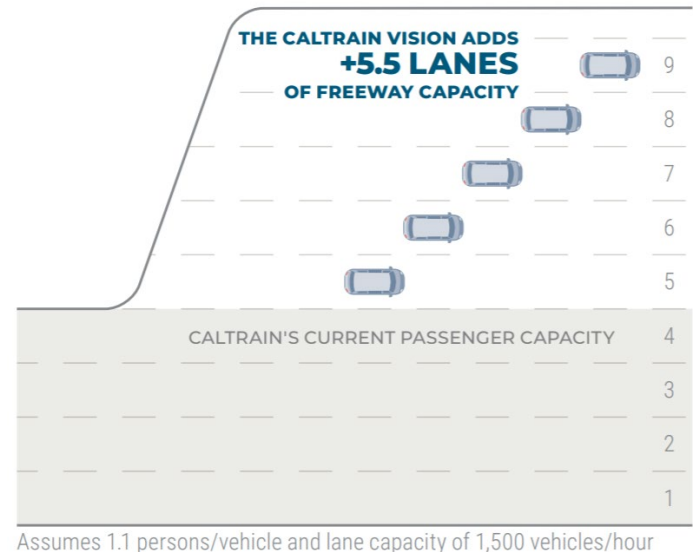 THE CALTRAIN VISION ADDS
+5.5 LANES
9
OF FREEWAY CAPACITY
8
7
6
5
CALTRAIN'S CURRENT PASSENGER CAPACITY 4
3
2
1
Assumes 1.1 persons/vehicle and lane capacity of 1,500 vehicles/hour